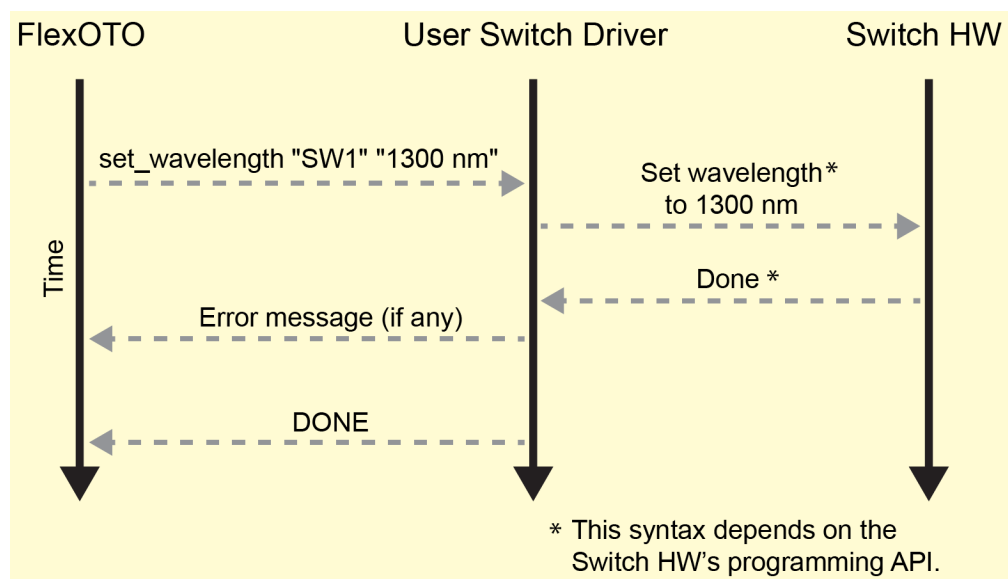 FlexOTO User Switch Driver Switch HW
set_wavelength "SW1" "1300 nm"
Set wavelength*
to 1300 nm
Time
Done *
Error message (if any)
DONE
* This syntax depends on the
Switch HW's programming API.